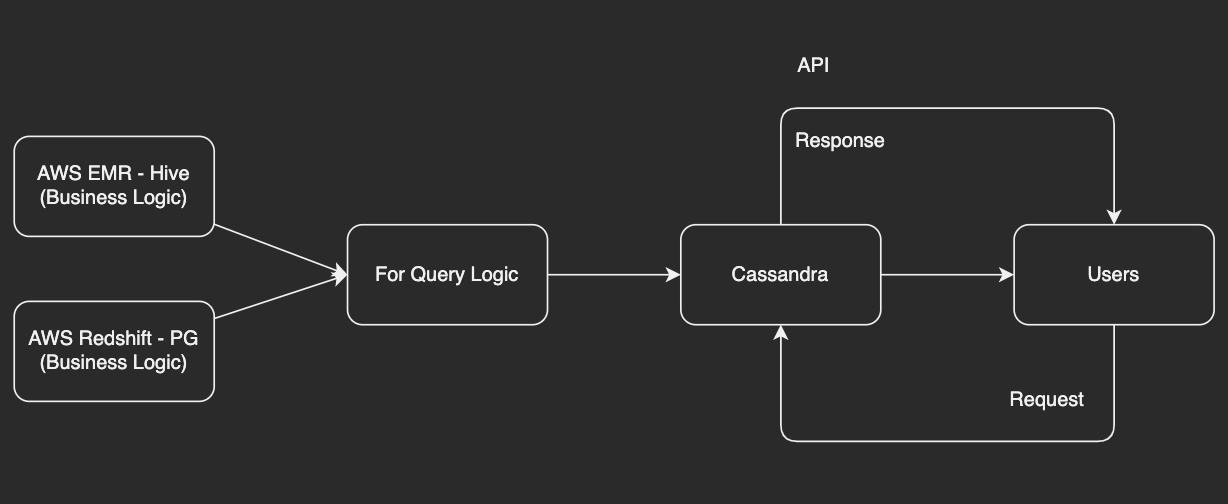 API
Response
AWS EMR - Hive
(Business Logic)
For Query Logic
Cassandra
Users
AWS Redshift - PG
(Business Logic)
Request